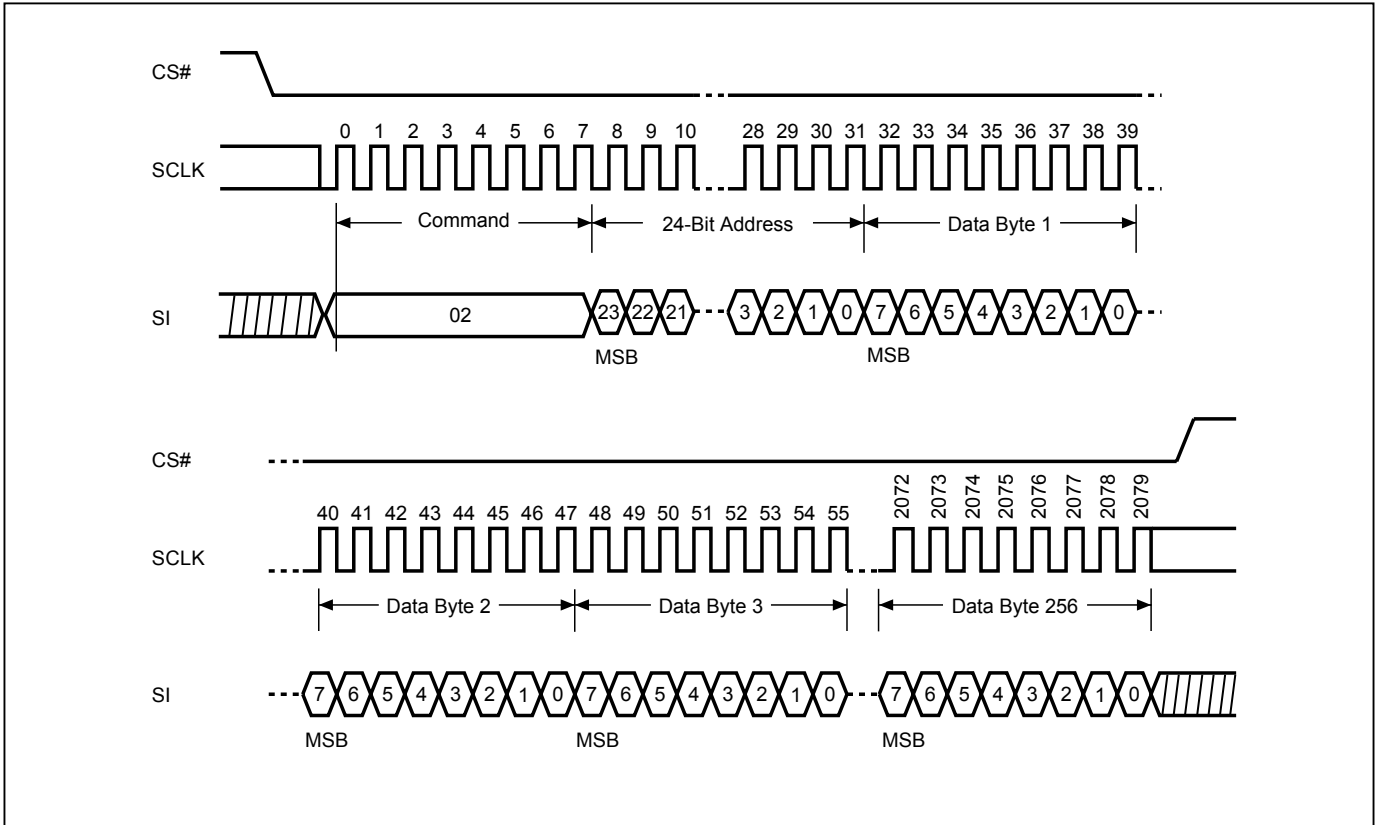 CS#
0 1 2 3 4 5 6 7 8 9 10 28 29 30 31 32 33 34 35 36 37 38 39
SCLK
Command 24-Bit Address Data Byte 1
SI 02 23 22 21 3 2 1 0 7 6 5 4 3 2 1 0
MSB MSB
CS#
40 41 42 43 44 45 46 47 48 49 50 51 52 53 54 55 2072 2073 2074 2075 2076 2077 2078 2079
SCLK
Data Byte 2 Data Byte 3 Data Byte 256
SI 7 6 5 4 3 2 1 0 7 6 5 4 3 2 1 0 7 6 5 4 3 2 1 0
MSB MSB MSB